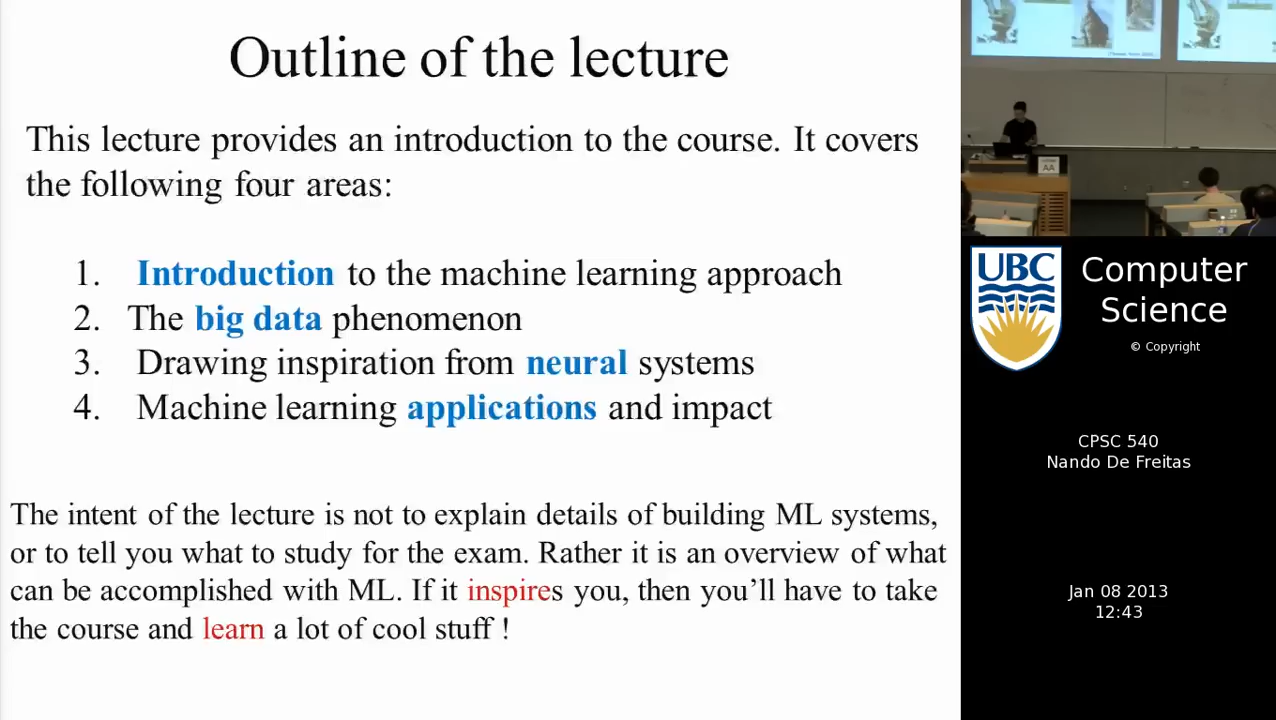 Outline of the lecture
This lecture provides an introduction to the course. It covers
the following four areas:
1. Introduction to the machine learning approach
2. The big data phenomenon
3. Drawing inspiration from neural systems
4. Machine learning applications and impact
The intent of the lecture is not to explain details of building ML systems,
or to tell you what to study for the exam. Rather it is an overview of what
can be accomplished with ML. If it inspires you, then you’ll have to take
the course and learn a lot of cool stuff !
AA
UBC
Computer
Science
© Copyright
CPSC 540
Nando De Freitas
Jan 08 2013
12:43